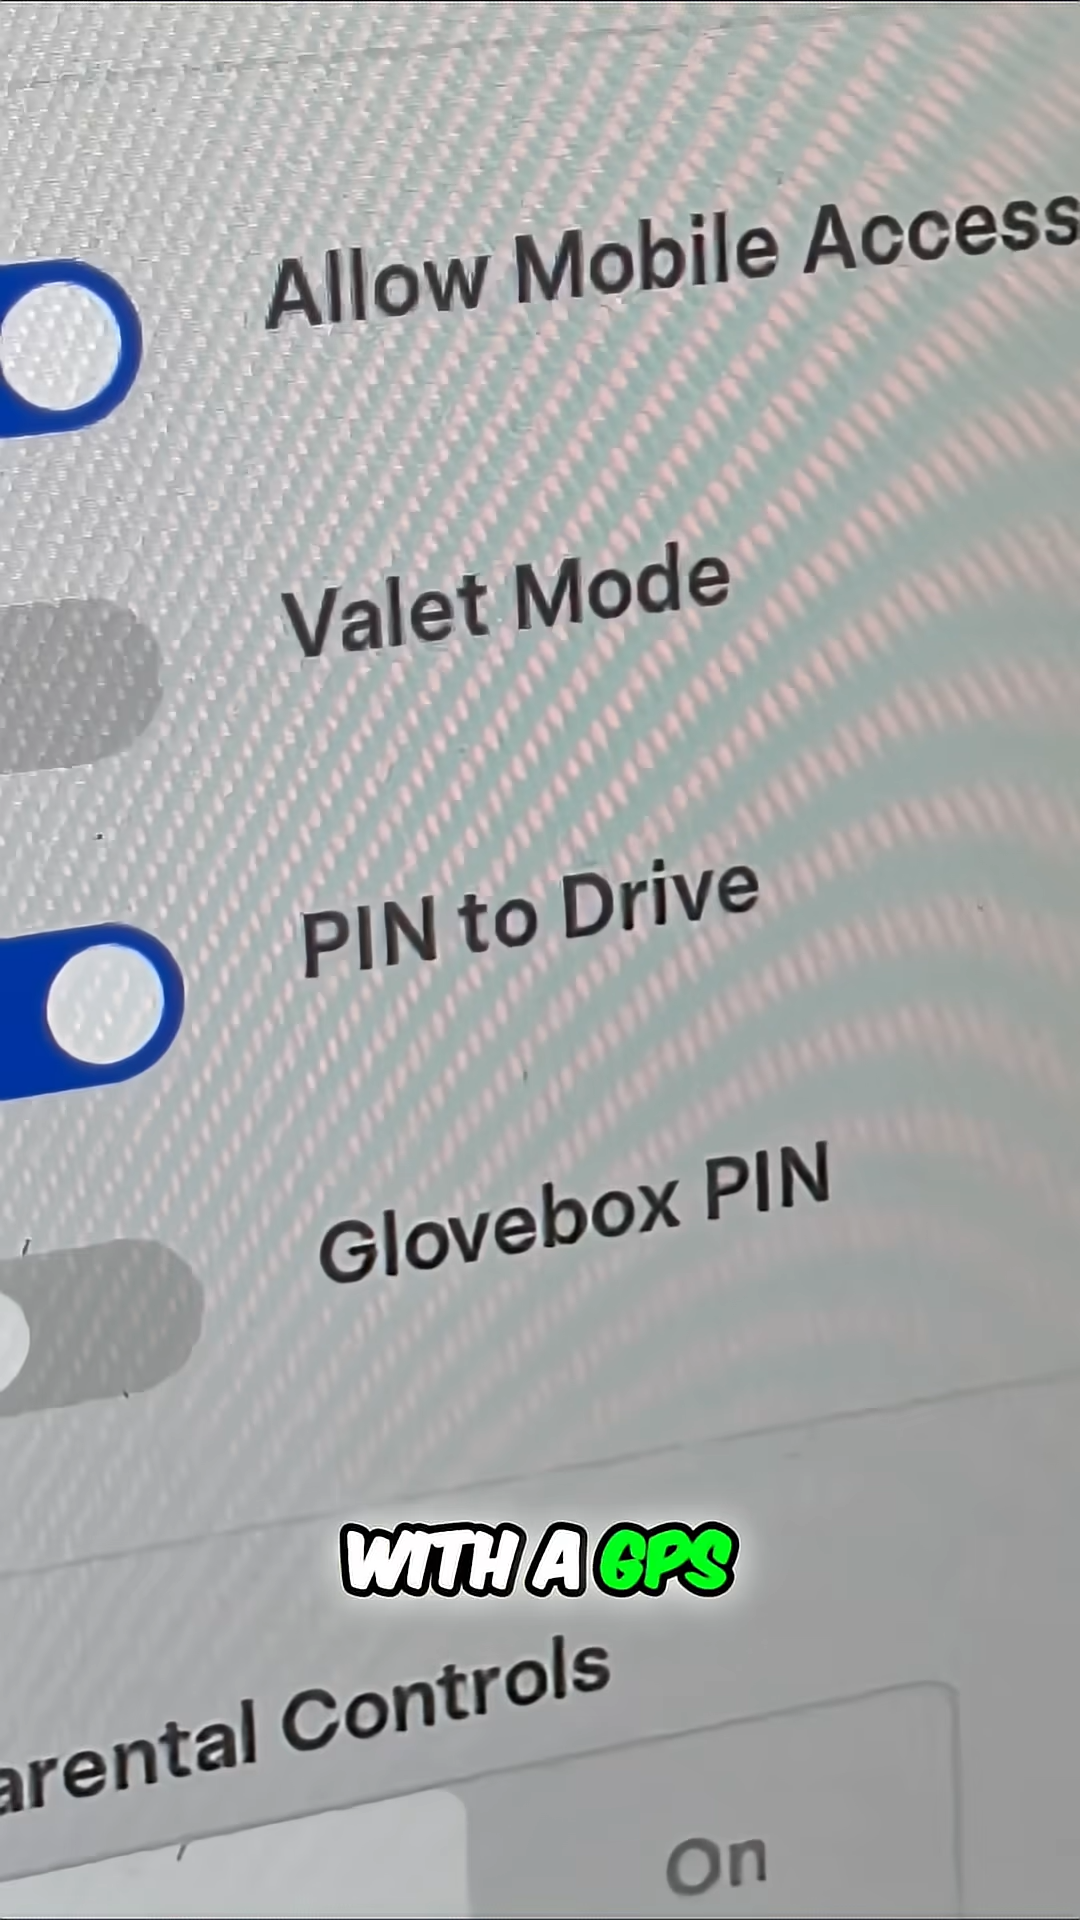 Allow Mobile Access
Valet Mode
PIN to Drive
Glovebox PIN
WITH A GPS
arental Controls
On